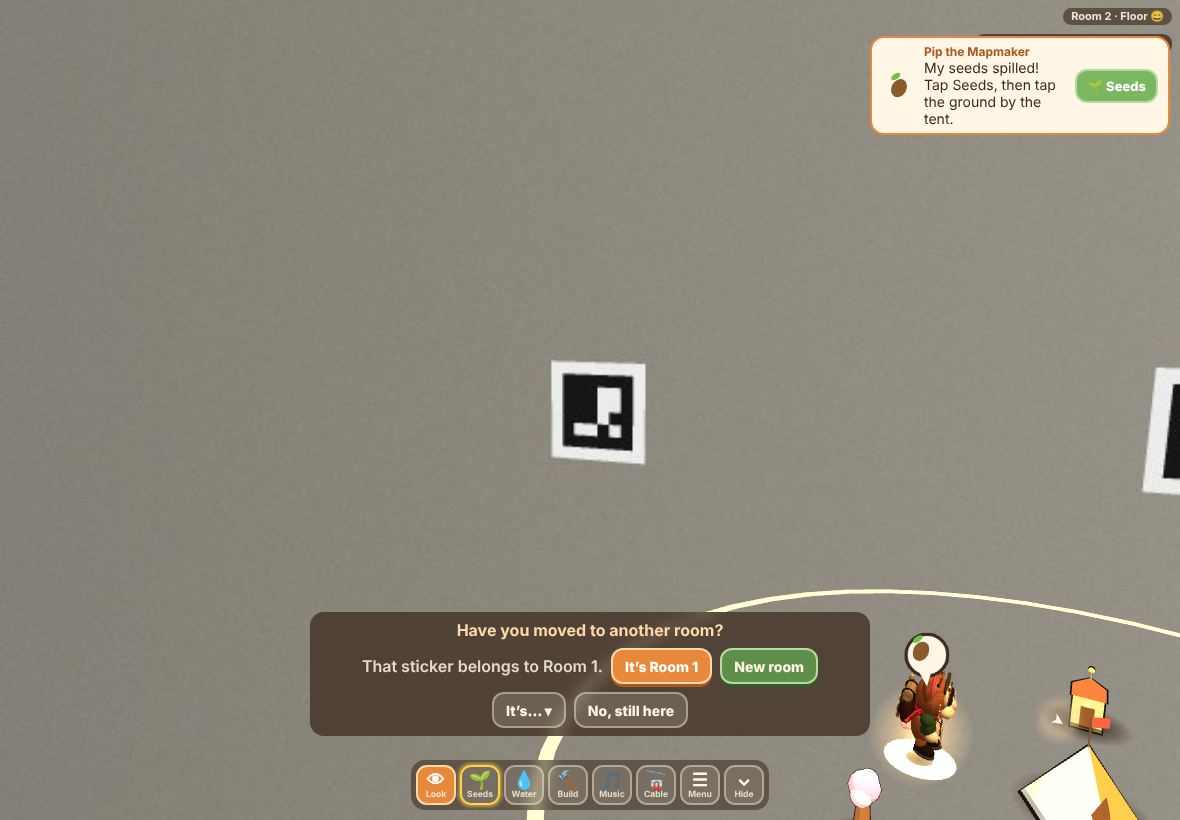 Room 2 · Floor 😄
Pip the Mapmaker
My seeds spilled!
Tap Seeds, then tap
the ground by the
tent.
🌱 Seeds
Have you moved to another room?
That sticker belongs to Room 1.
It's Room 1
New room
It's... ▾
No, still here
Look
Seeds
Water
Build
Music
Cable
Menu
Hide